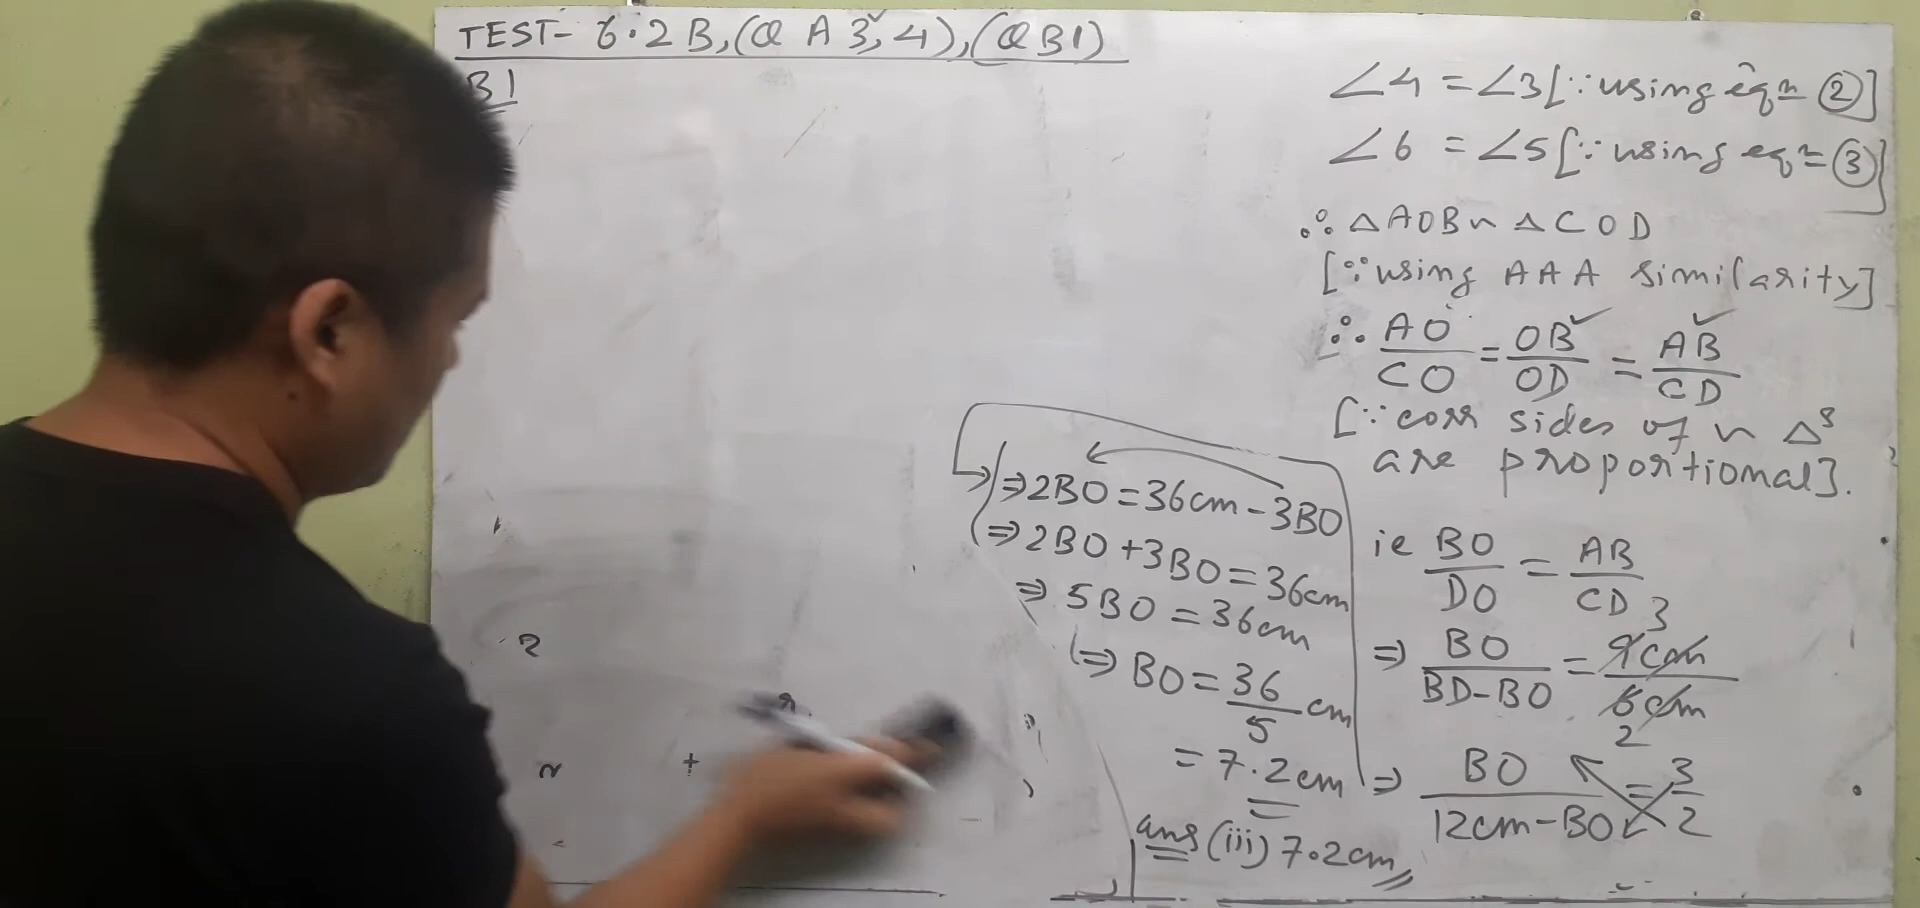 TEST- 6.2 B, (Q A 3, 4), (Q B1)
B1
∠4 = ∠3 [∵ using eqn ②]
∠6 = ∠5 [∵ using eqn ③]
∴ △AOB ~ △COD
[∵ using AAA similarity]
∴ AO/CO = OB/OD = AB/CD
[∵ corr sides of ~ △s
are proportional].
ie BO/DO = AB/CD
⇒ BO/(BD-BO) = 9cm/6cm 3 2
⇒ BO/(12cm-BO) = 3/2
⇒ 2BO = 36cm - 3BO
⇒ 2BO + 3BO = 36cm
⇒ 5BO = 36cm
⇒ BO = 36/5 cm
= 7.2cm
ans (iii) 7.2cm